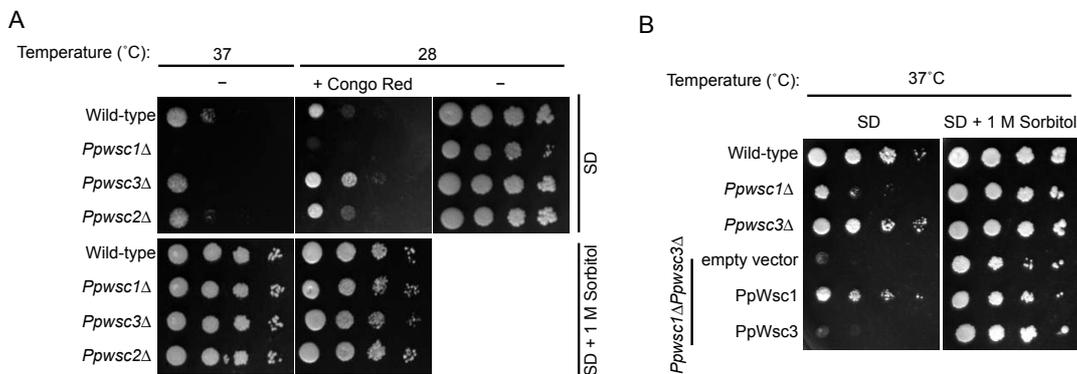 A
Temperature (˚C):
37
28
–
+ Congo Red
–
Wild-type
Ppwsc1Δ
Ppwsc3Δ
Ppwsc2Δ
SD
Wild-type
Ppwsc1Δ
Ppwsc3Δ
Ppwsc2Δ
SD + 1 M Sorbitol
B
Temperature (˚C):
37˚C
SD
SD + 1 M Sorbitol
Wild-type
Ppwsc1Δ
Ppwsc3Δ
Ppwsc1ΔPpwsc3Δ
empty vector
PpWsc1
PpWsc3